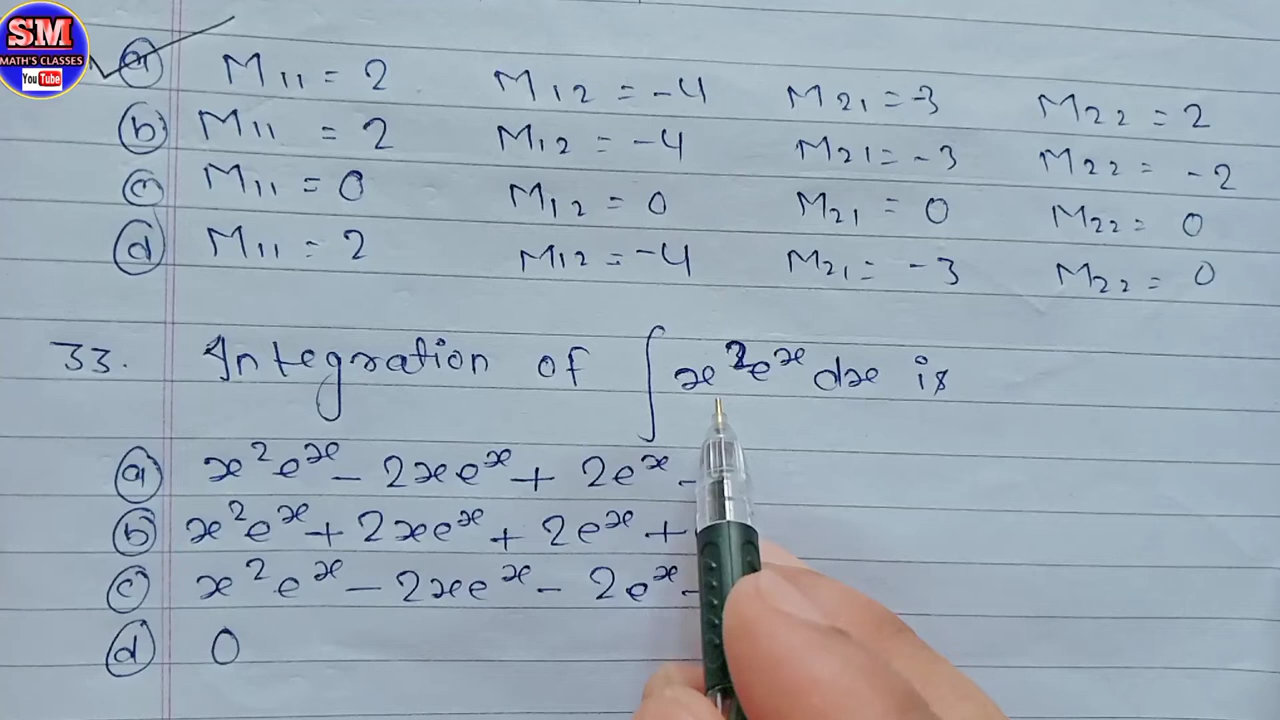 SM
MATH'S CLASSES
YouTube
(a) M₁₁ = 2 M₁₂ = -4 M₂₁ = -3 M₂₂ = 2
(b) M₁₁ = 2 M₁₂ = -4 M₂₁ = -3 M₂₂ = -2
(c) M₁₁ = 0 M₁₂ = 0 M₂₁ = 0 M₂₂ = 0
(d) M₁₁ = 2 M₁₂ = -4 M₂₁ = -3 M₂₂ = 0
33. Integration of ∫ x²eˣ dx is
(a) x²eˣ - 2xeˣ + 2eˣ
(b) x²eˣ + 2xeˣ + 2eˣ +
(c) x²eˣ - 2xeˣ - 2eˣ
(d) 0